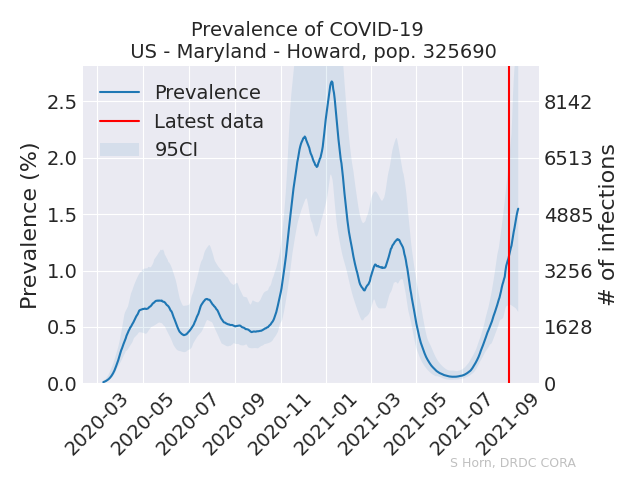 Prevalence of COVID-19
US - Maryland - Howard, pop. 325690
Prevalence
Latest data
95CI
Prevalence (%)
2.5
2.0
1.5
1.0
0.5
0.0
8142
6513
4885
3256
1628
0
# of infections
2020-03
2020-05
2020-07
2020-09
2020-11
2021-01
2021-03
2021-05
2021-07
2021-09
S Horn, DRDC CORA